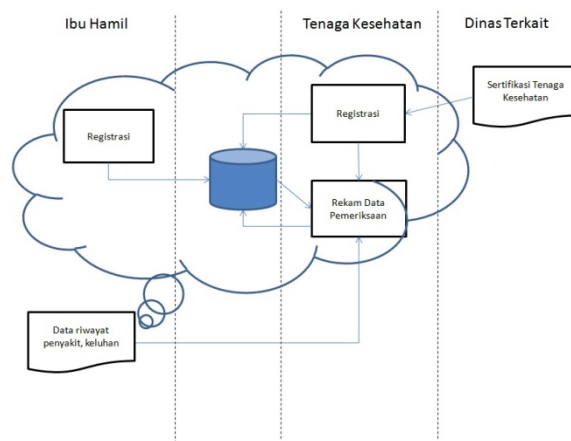 Ibu Hamil
Tenaga Kesehatan
Dinas Terkait
Sertifikasi Tenaga
Kesehatan
Registrasi
Registrasi
Rekam Data
Pemeriksaan
Data riwayat
penyakit, keluhan